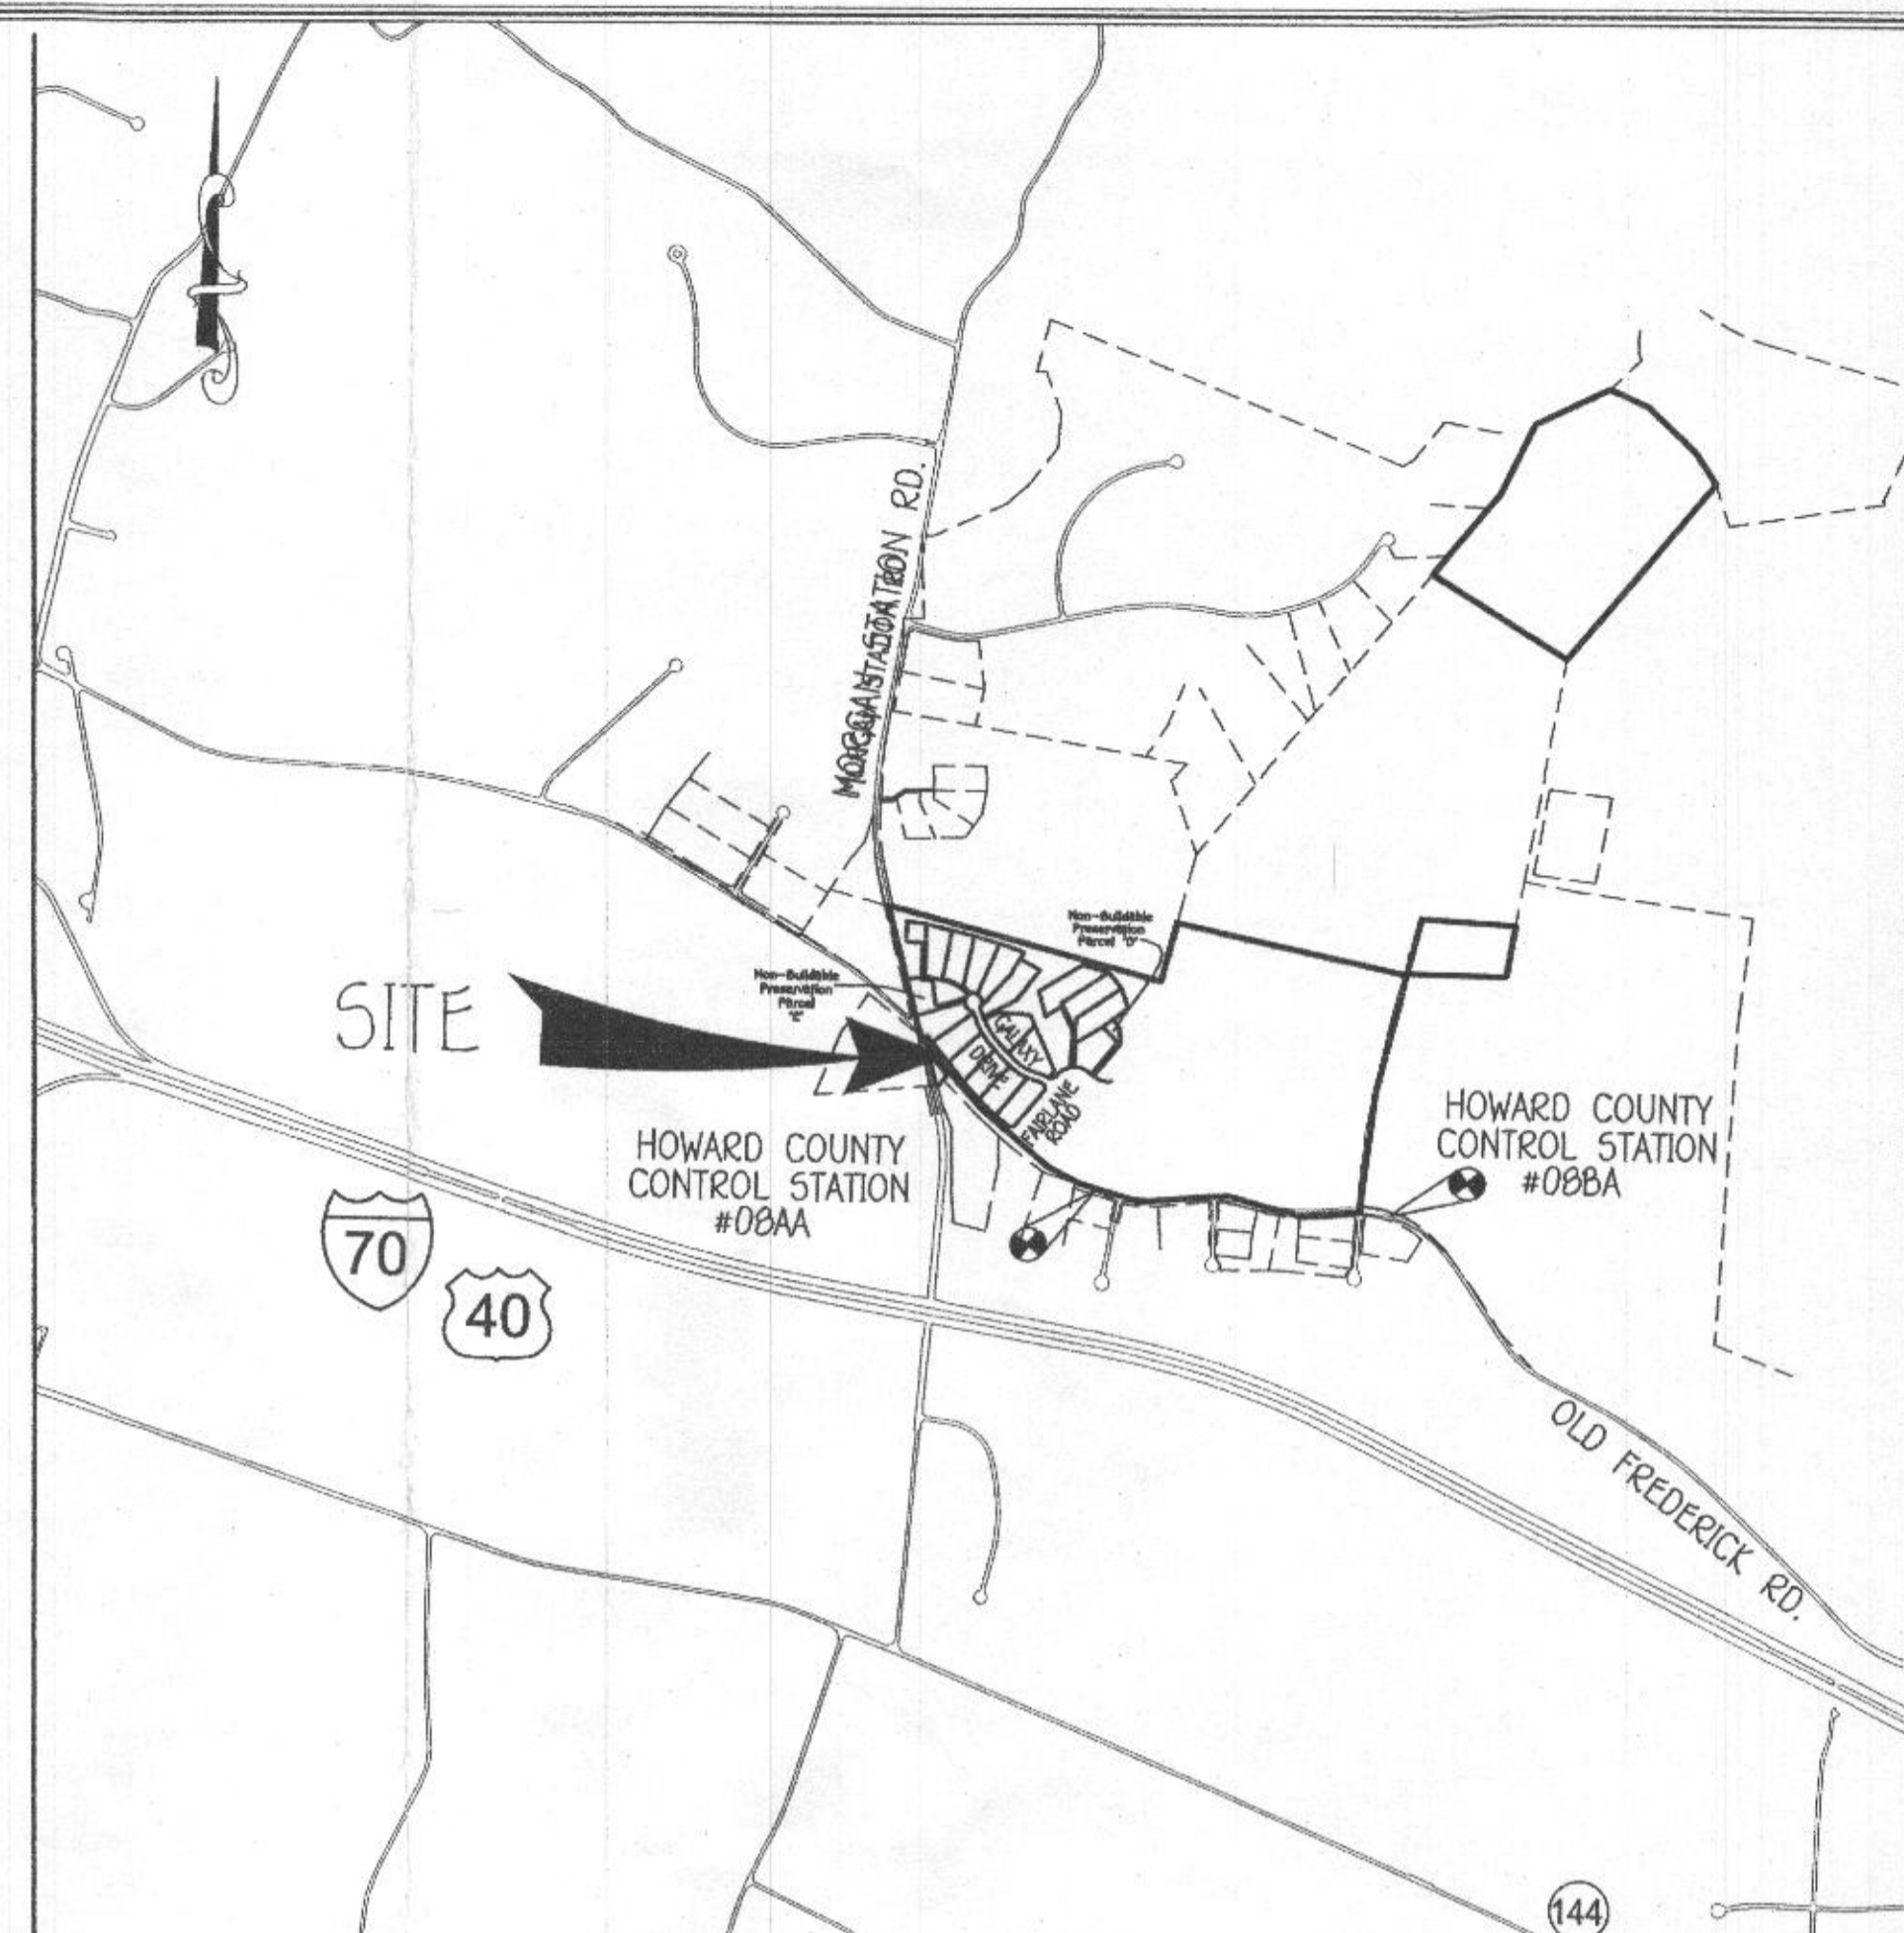 MORGAN STATION RD.
Non-Buildable
Preservation
Parcel "D"
Non-Buildable
Preservation
Parcel
"E"
SITE
GALAXY
DRIVE
FAIRLANE
ROAD
HOWARD COUNTY
CONTROL STATION
#08AA
HOWARD COUNTY
CONTROL STATION
#08BA
70
40
OLD FREDERICK RD.
144